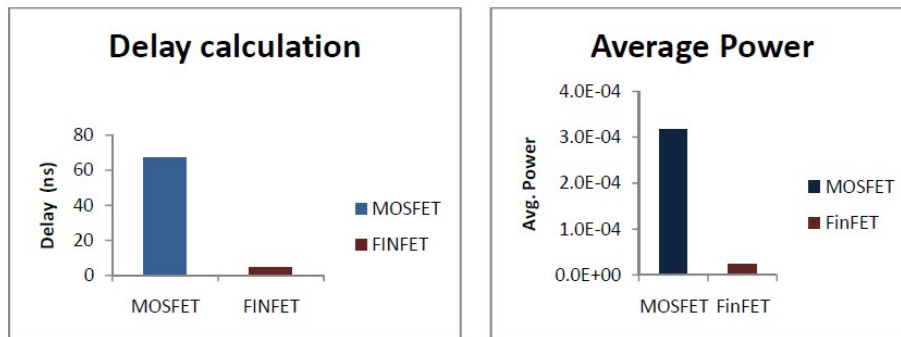 Delay calculation
80
60
40
20
0
Delay (ns)
MOSFET FINFET
MOSFET
FINFET
Average Power
4.0E-04
3.0E-04
2.0E-04
1.0E-04
0.0E+00
Avg. Power
MOSFET FinFET
MOSFET
FinFET